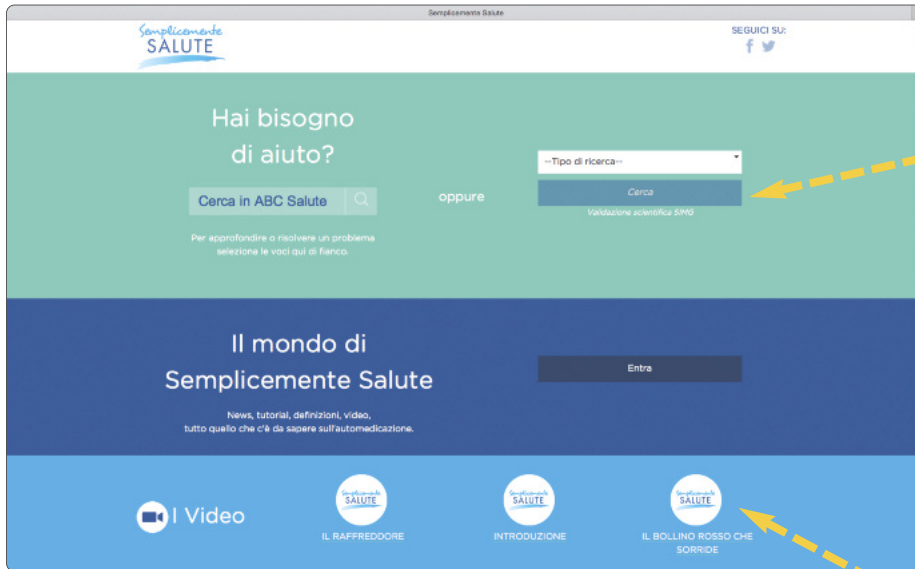 Semplicemente Salute
Semplicemente
SALUTE
SEGUICI SU:
Hai bisogno
di aiuto?
Cerca in ABC Salute
Per approfondire o risolvere un problema
seleziona le voci qui di fianco.
oppure
--Tipo di ricerca--
Cerca
Validazione scientifica SIMG
Il mondo di
Semplicemente Salute
News, tutorial, definizioni, video,
tutto quello che c'è da sapere sull'automedicazione.
Entra
I Video
Semplicemente
SALUTE
IL RAFFREDDORE
Semplicemente
SALUTE
INTRODUZIONE
Semplicemente
SALUTE
IL BOLLINO ROSSO CHE
SORRIDE